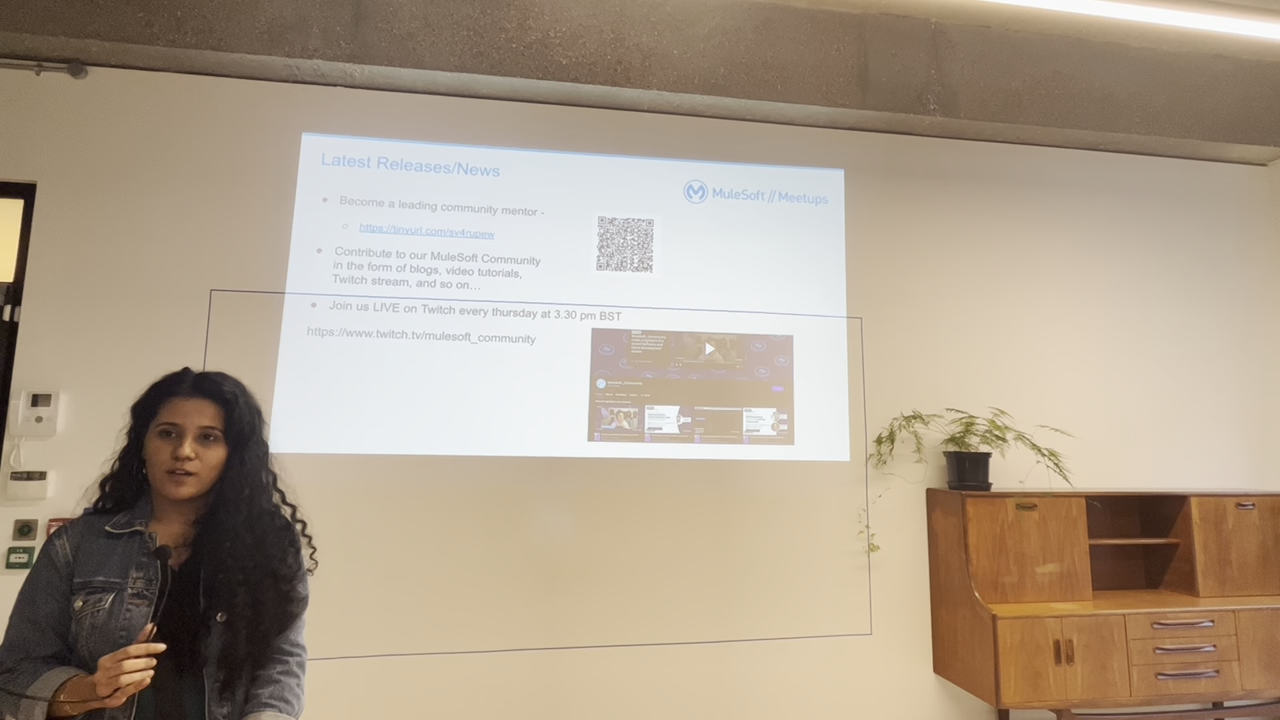 Latest Releases/News
MuleSoft // Meetups
Become a leading community mentor -
https://tinyurl.com/sv4rupew
Contribute to our MuleSoft Community
in the form of blogs, video tutorials,
Twitch stream, and so on…
Join us LIVE on Twitch every thursday at 3.30 pm BST
https://www.twitch.tv/mulesoft_community